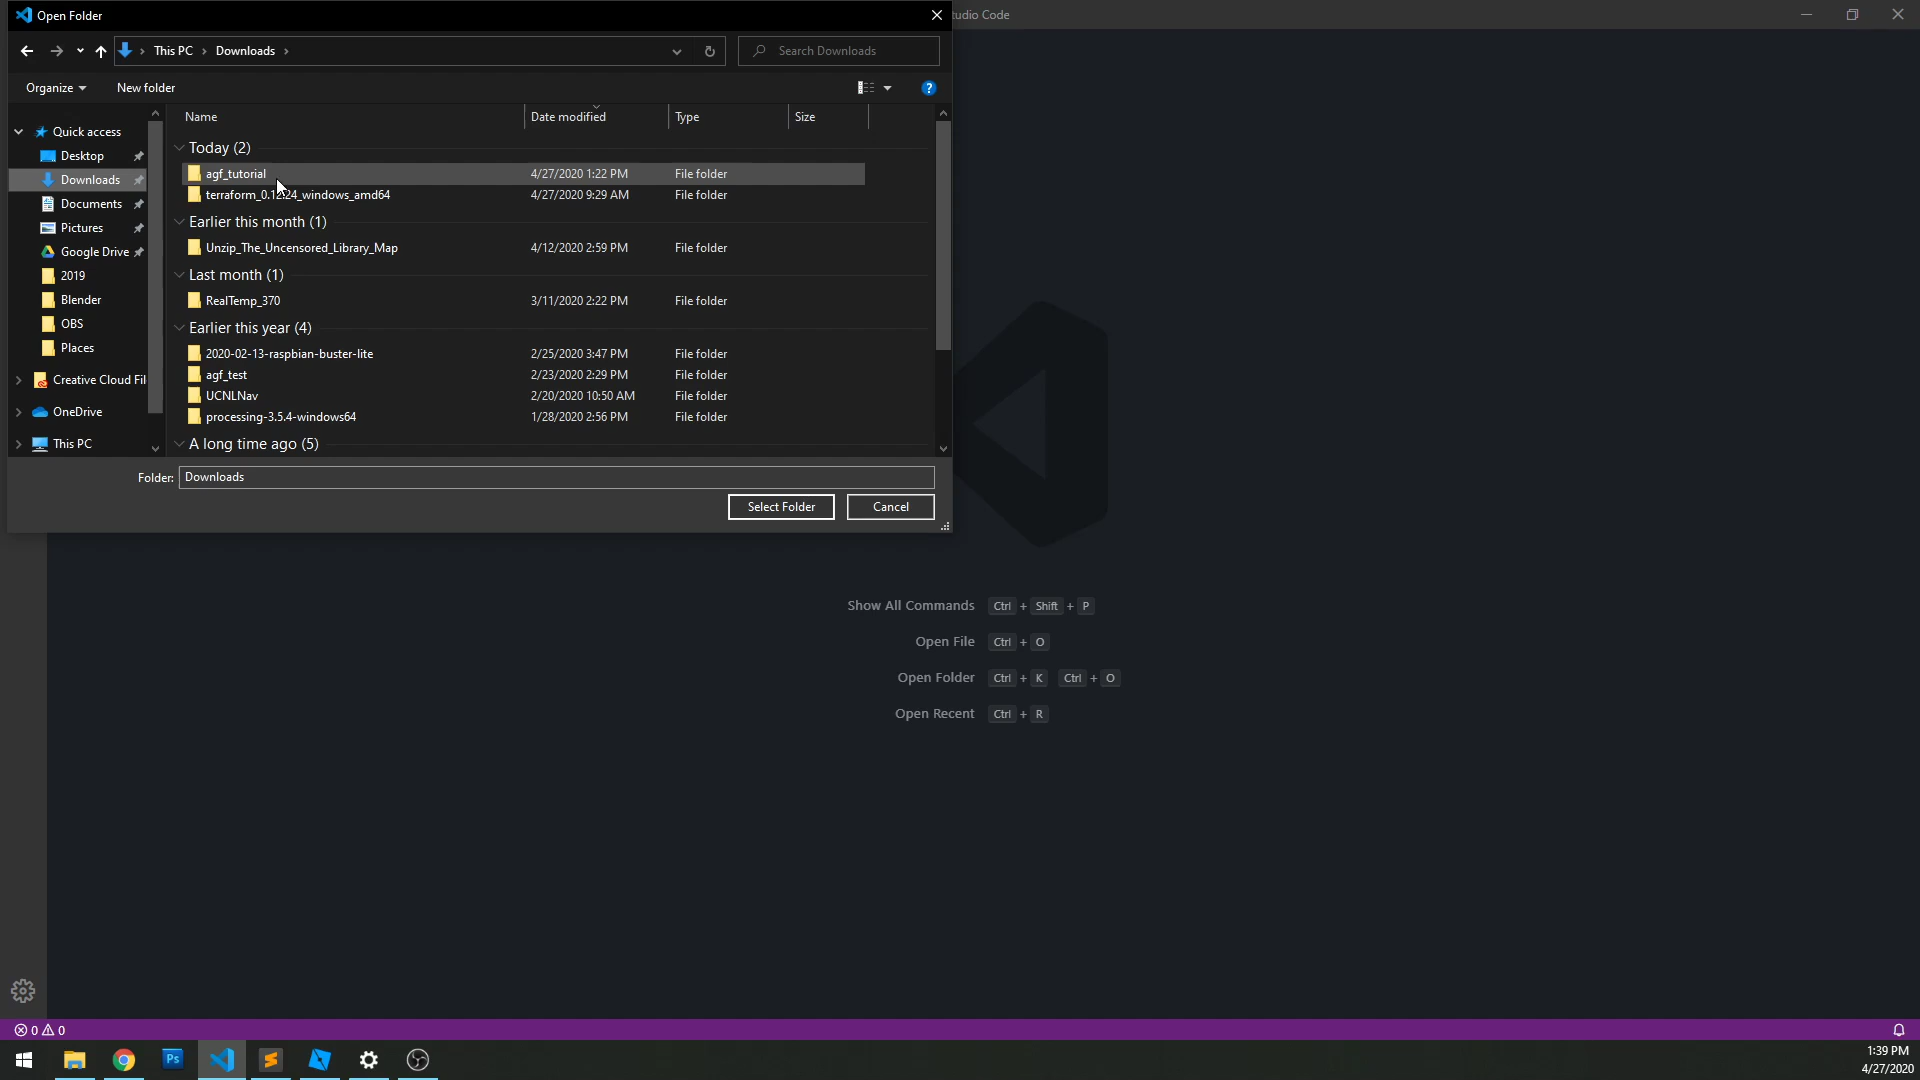 Open Folder
tudio Code
This PC
Downloads
Search Downloads
Organize
New folder
?
Name
Date modified
Type
Size
Quick access
Desktop
Downloads
Documents
Pictures
Google Drive
2019
Blender
OBS
Places
Creative Cloud Fil
OneDrive
This PC
Today (2)
agf_tutorial 4/27/2020 1:22 PM File folder
terraform_0.12.24_windows_amd64 4/27/2020 9:29 AM File folder
Earlier this month (1)
Unzip_The_Uncensored_Library_Map 4/12/2020 2:59 PM File folder
Last month (1)
RealTemp_370 3/11/2020 2:22 PM File folder
Earlier this year (4)
2020-02-13-raspbian-buster-lite 2/25/2020 3:47 PM File folder
agf_test 2/23/2020 2:29 PM File folder
UCNLNav 2/20/2020 10:50 AM File folder
processing-3.5.4-windows64 1/28/2020 2:56 PM File folder
A long time ago (5)
Folder: Downloads
Select Folder
Cancel
Show All Commands Ctrl + Shift + P
Open File Ctrl + O
Open Folder Ctrl + K Ctrl + O
Open Recent Ctrl + R
0 0
Ps
1:39 PM
4/27/2020